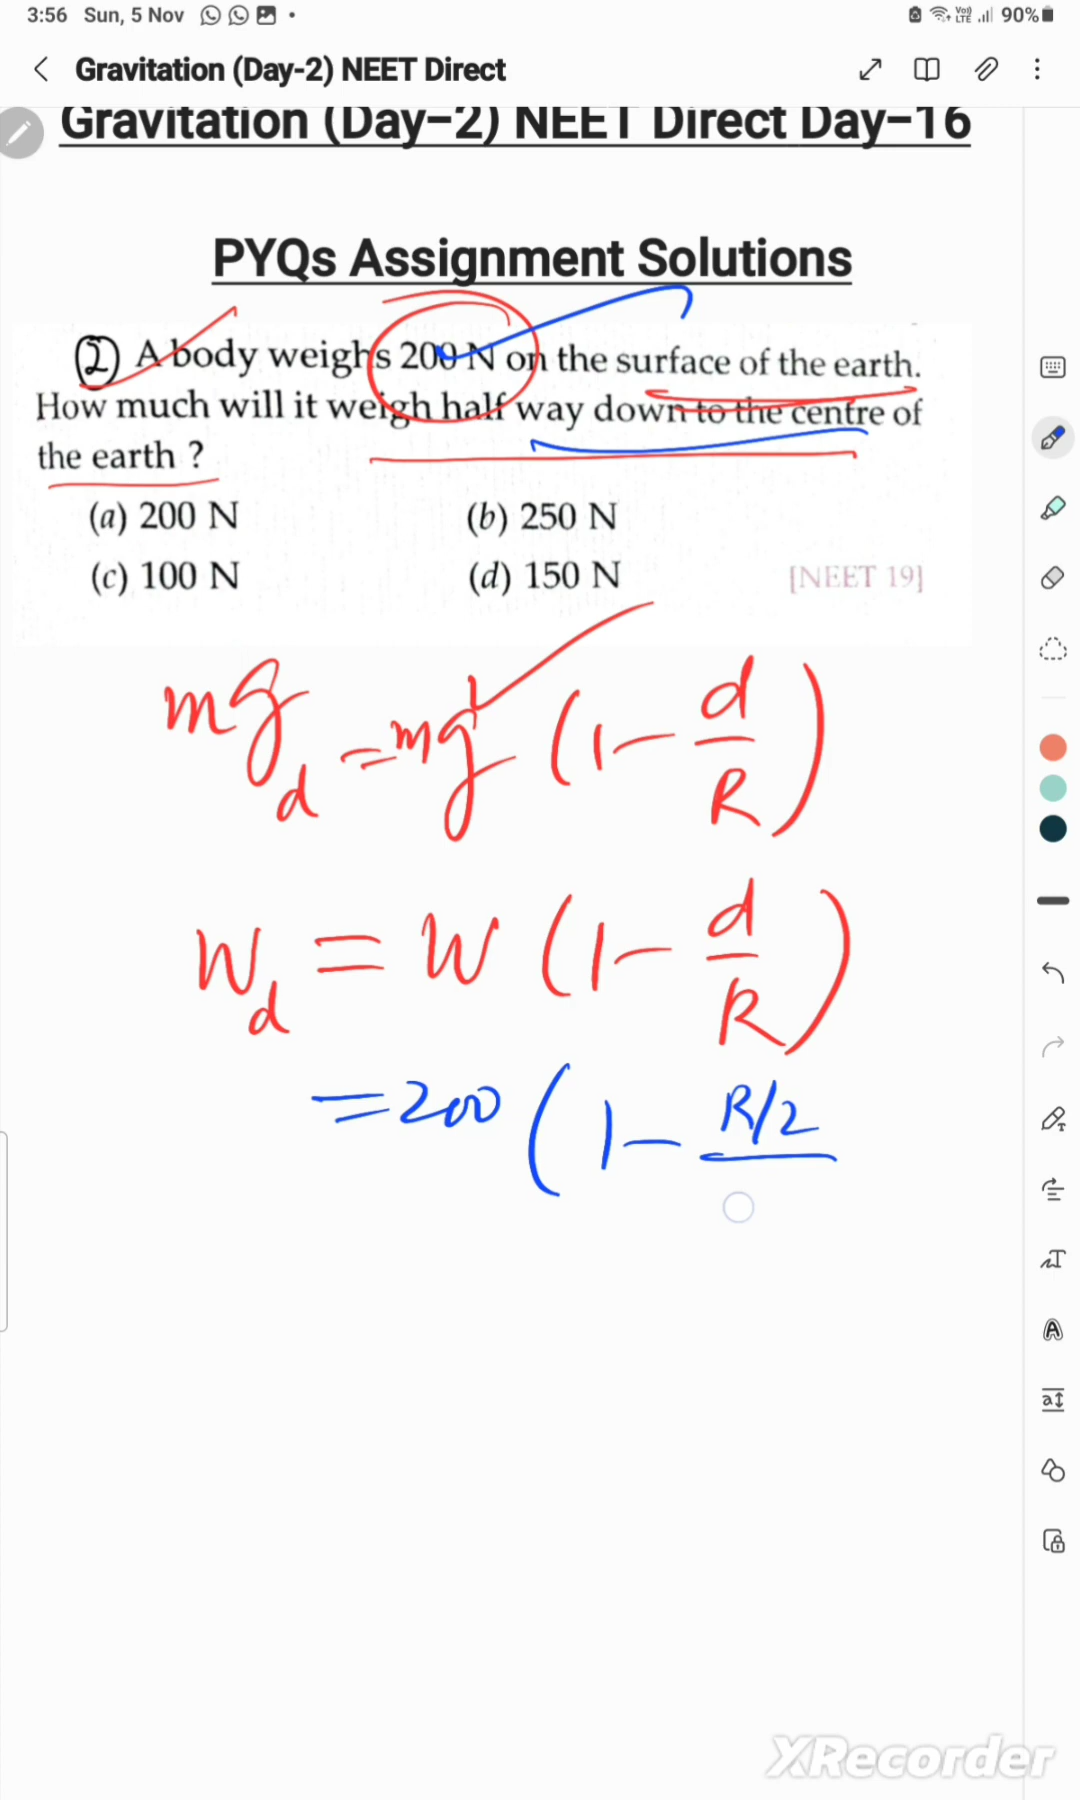 3:56 Sun, 5 Nov
90%
Gravitation (Day-2) NEET Direct
Gravitation (Day-2) NEET Direct Day-16
PYQs Assignment Solutions
① A body weighs 200 N on the surface of the earth.
How much will it weigh half way down to the centre of
the earth ?
(a) 200 N (b) 250 N
(c) 100 N (d) 150 N [NEET 19]
mg_d = mg (1 - d/R)
W_d = W (1 - d/R)
= 200 (1 - R/2
XRecorder